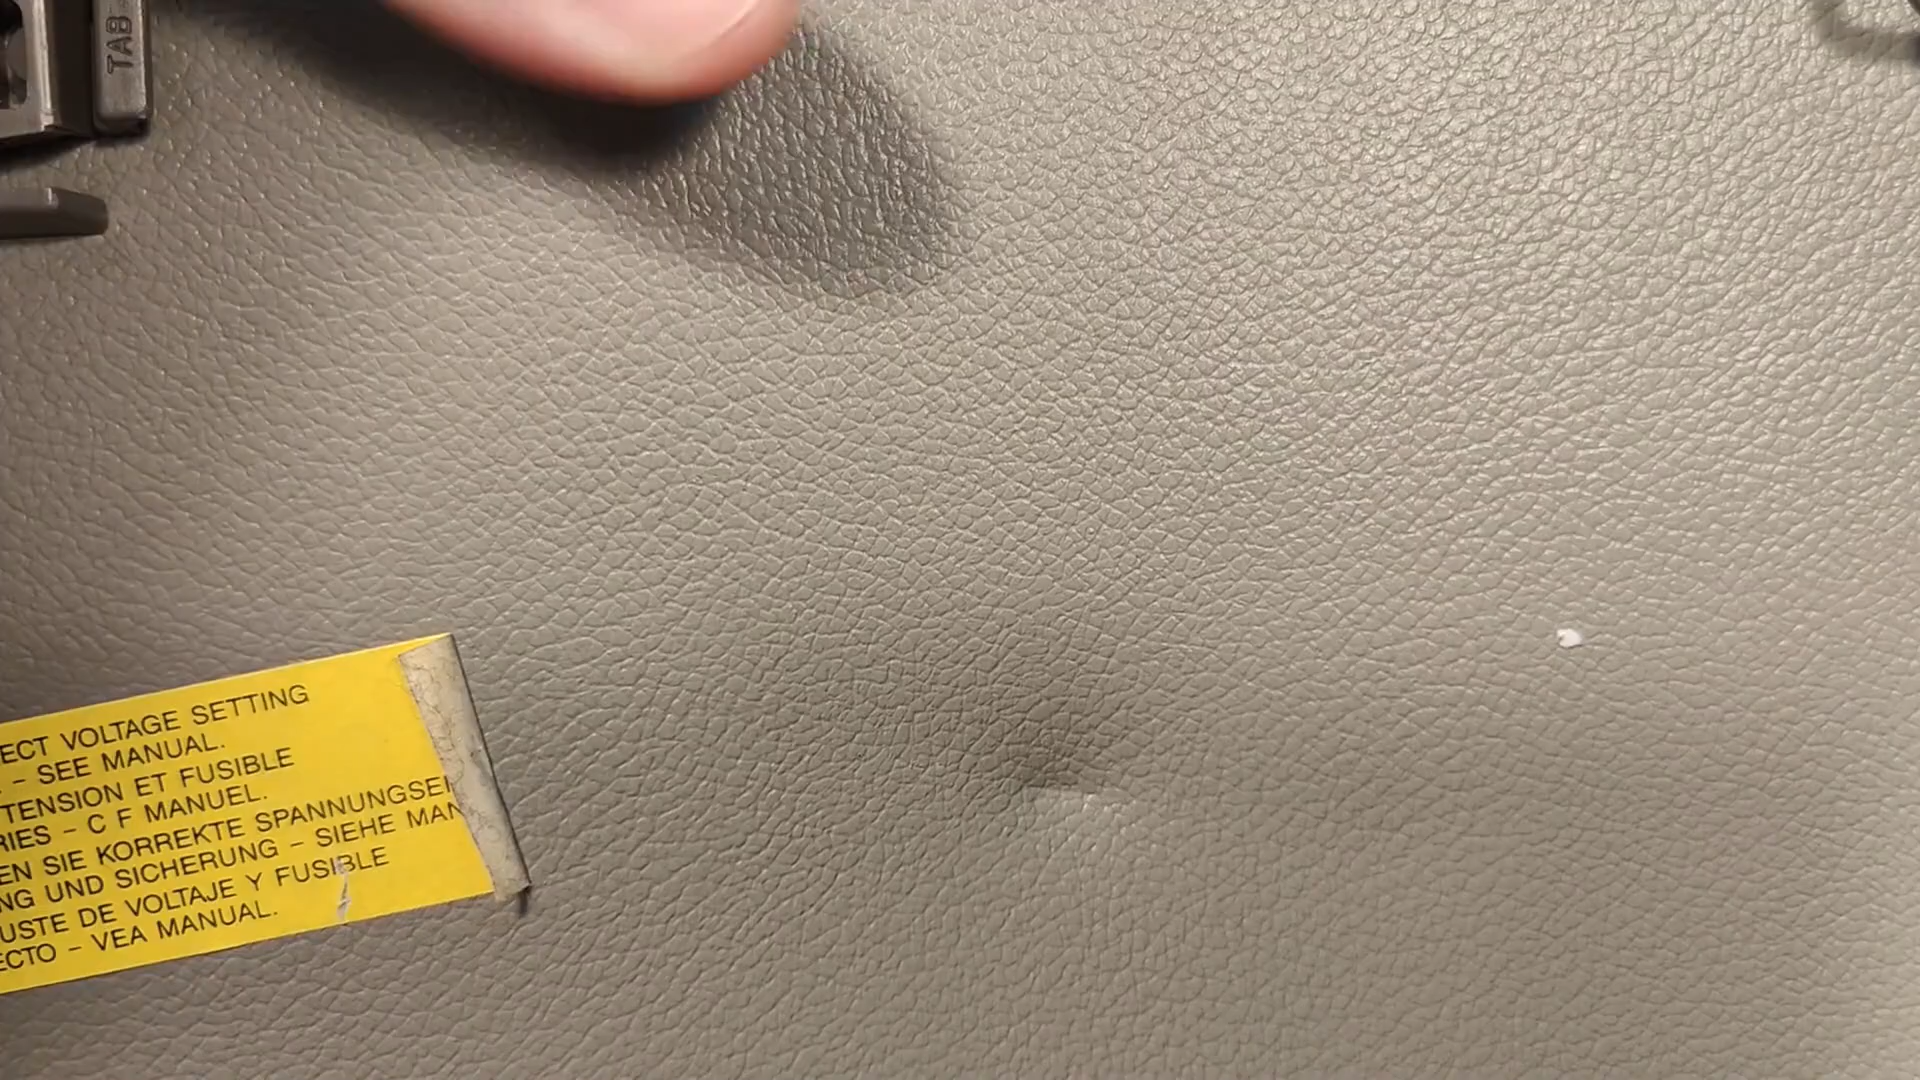 TAB
ECT VOLTAGE SETTING
- SEE MANUAL.
TENSION ET FUSIBLE
RIES - C F MANUEL.
EN SIE KORREKTE SPANNUNGSEI
NG UND SICHERUNG - SIEHE MAN
USTE DE VOLTAJE Y FUSIBLE
ECTO - VEA MANUAL.